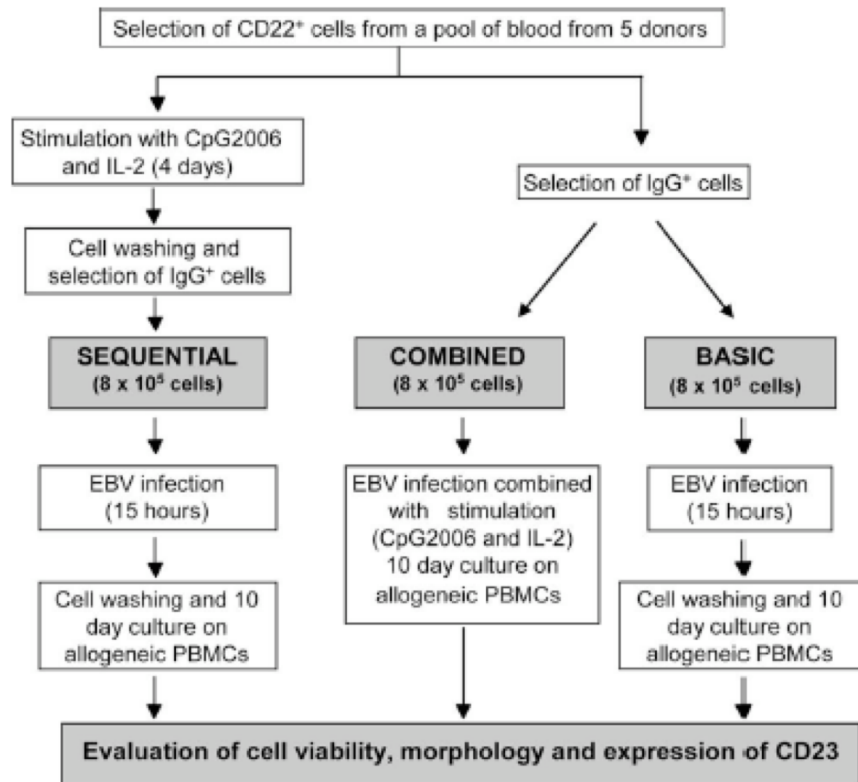 Selection of CD22⁺ cells from a pool of blood from 5 donors
Stimulation with CpG2006
and IL-2 (4 days)
Selection of IgG⁺ cells
Cell washing and
selection of IgG⁺ cells
SEQUENTIAL
(8 x 10⁵ cells)
COMBINED
(8 x 10⁵ cells)
BASIC
(8 x 10⁵ cells)
EBV infection
(15 hours)
EBV infection combined
with stimulation
(CpG2006 and IL-2)
10 day culture on
allogeneic PBMCs
EBV infection
(15 hours)
Cell washing and 10
day culture on
allogeneic PBMCs
Cell washing and 10
day culture on
allogeneic PBMCs
Evaluation of cell viability, morphology and expression of CD23